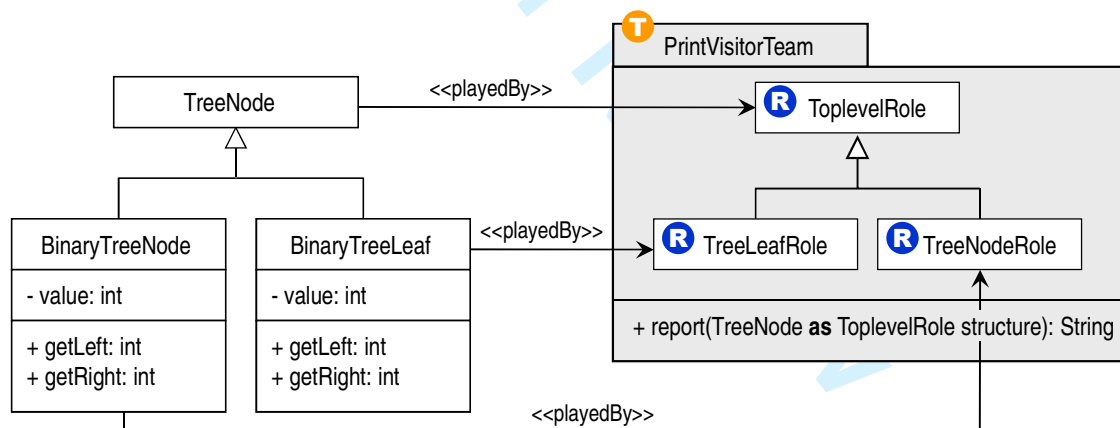 T
PrintVisitorTeam
TreeNode
<<playedBy>>
R ToplevelRole
BinaryTreeNode
- value: int
+ getLeft: int
+ getRight: int
BinaryTreeLeaf
- value: int
+ getLeft: int
+ getRight: int
<<playedBy>>
R TreeLeafRole
R TreeNodeRole
+ report(TreeNode as ToplevelRole structure): String
<<playedBy>>